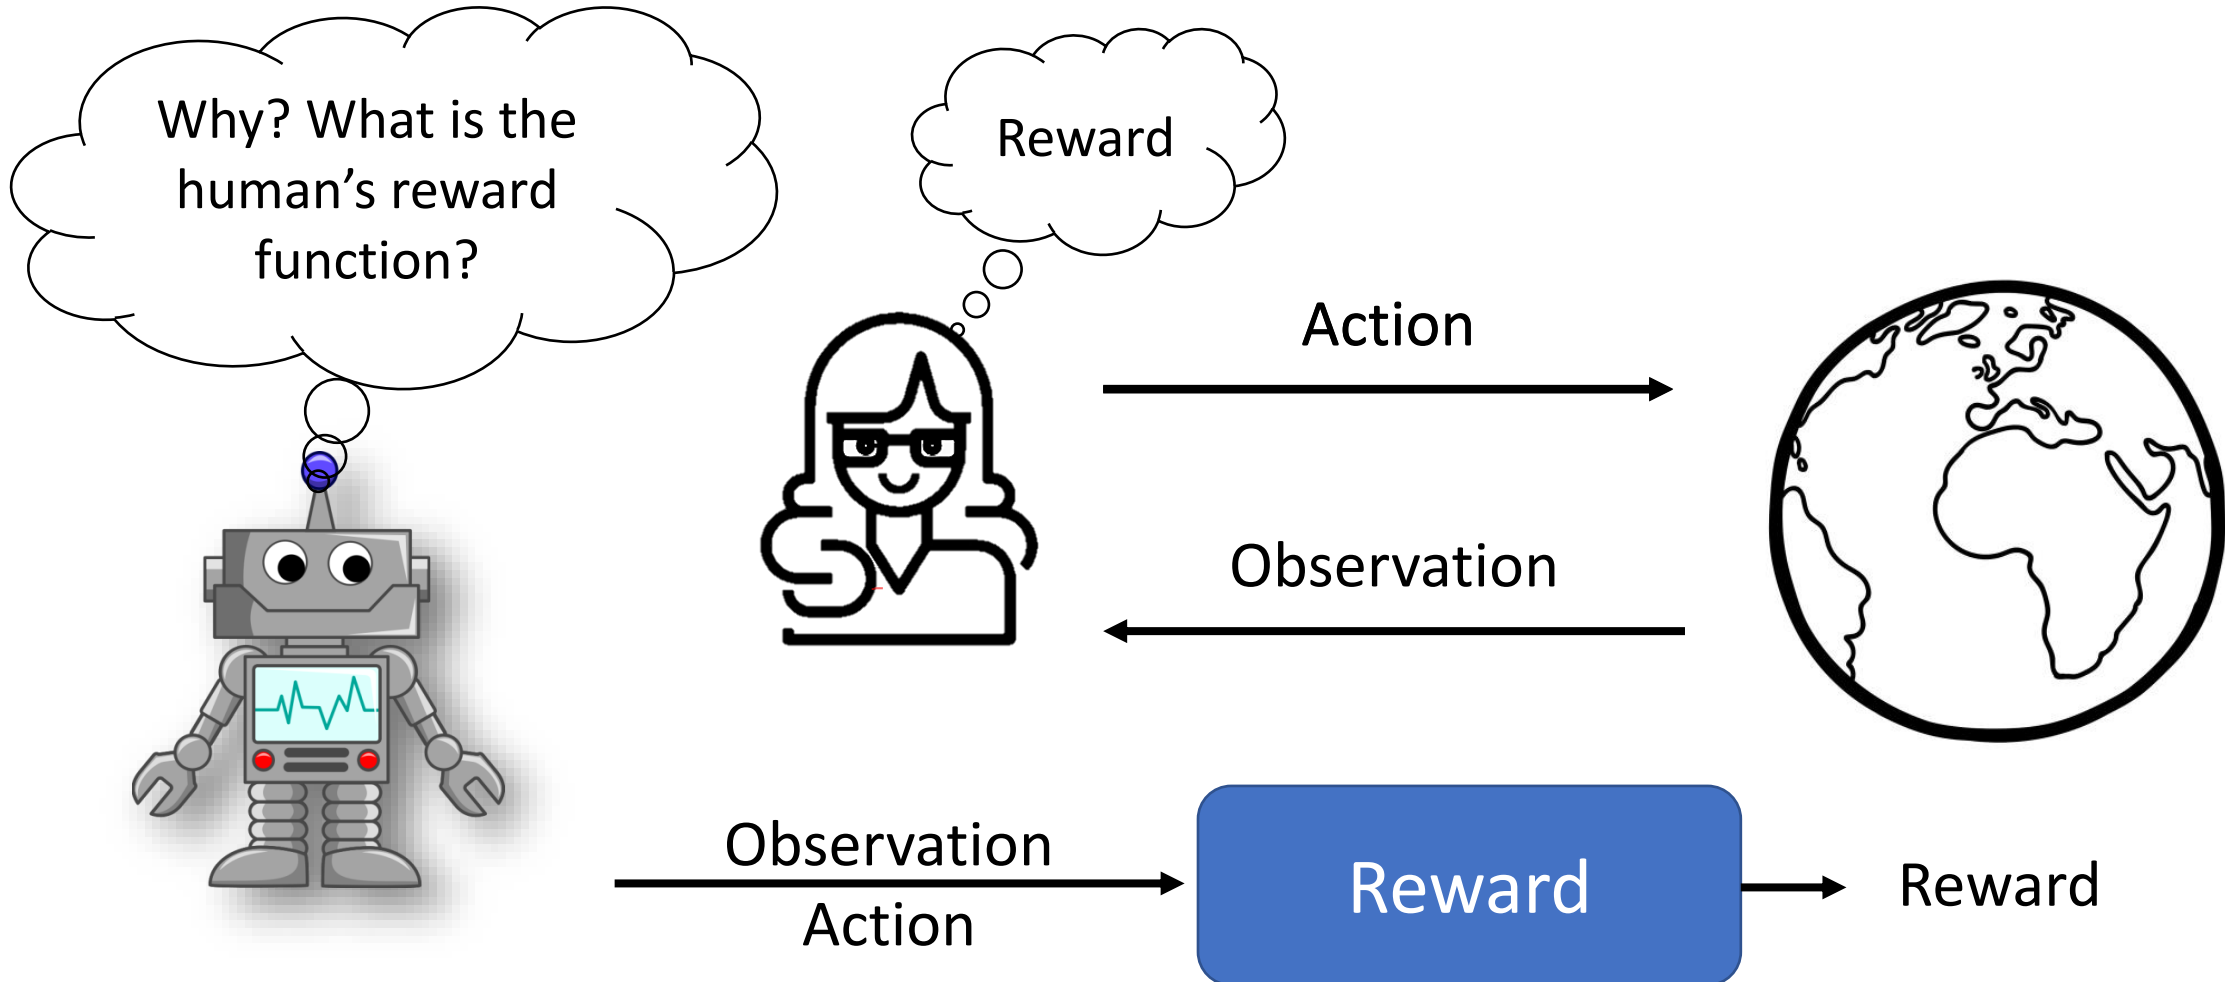 Why? What is the
human’s reward
function?
Reward
Action
Observation
Observation
Action
Reward
Reward